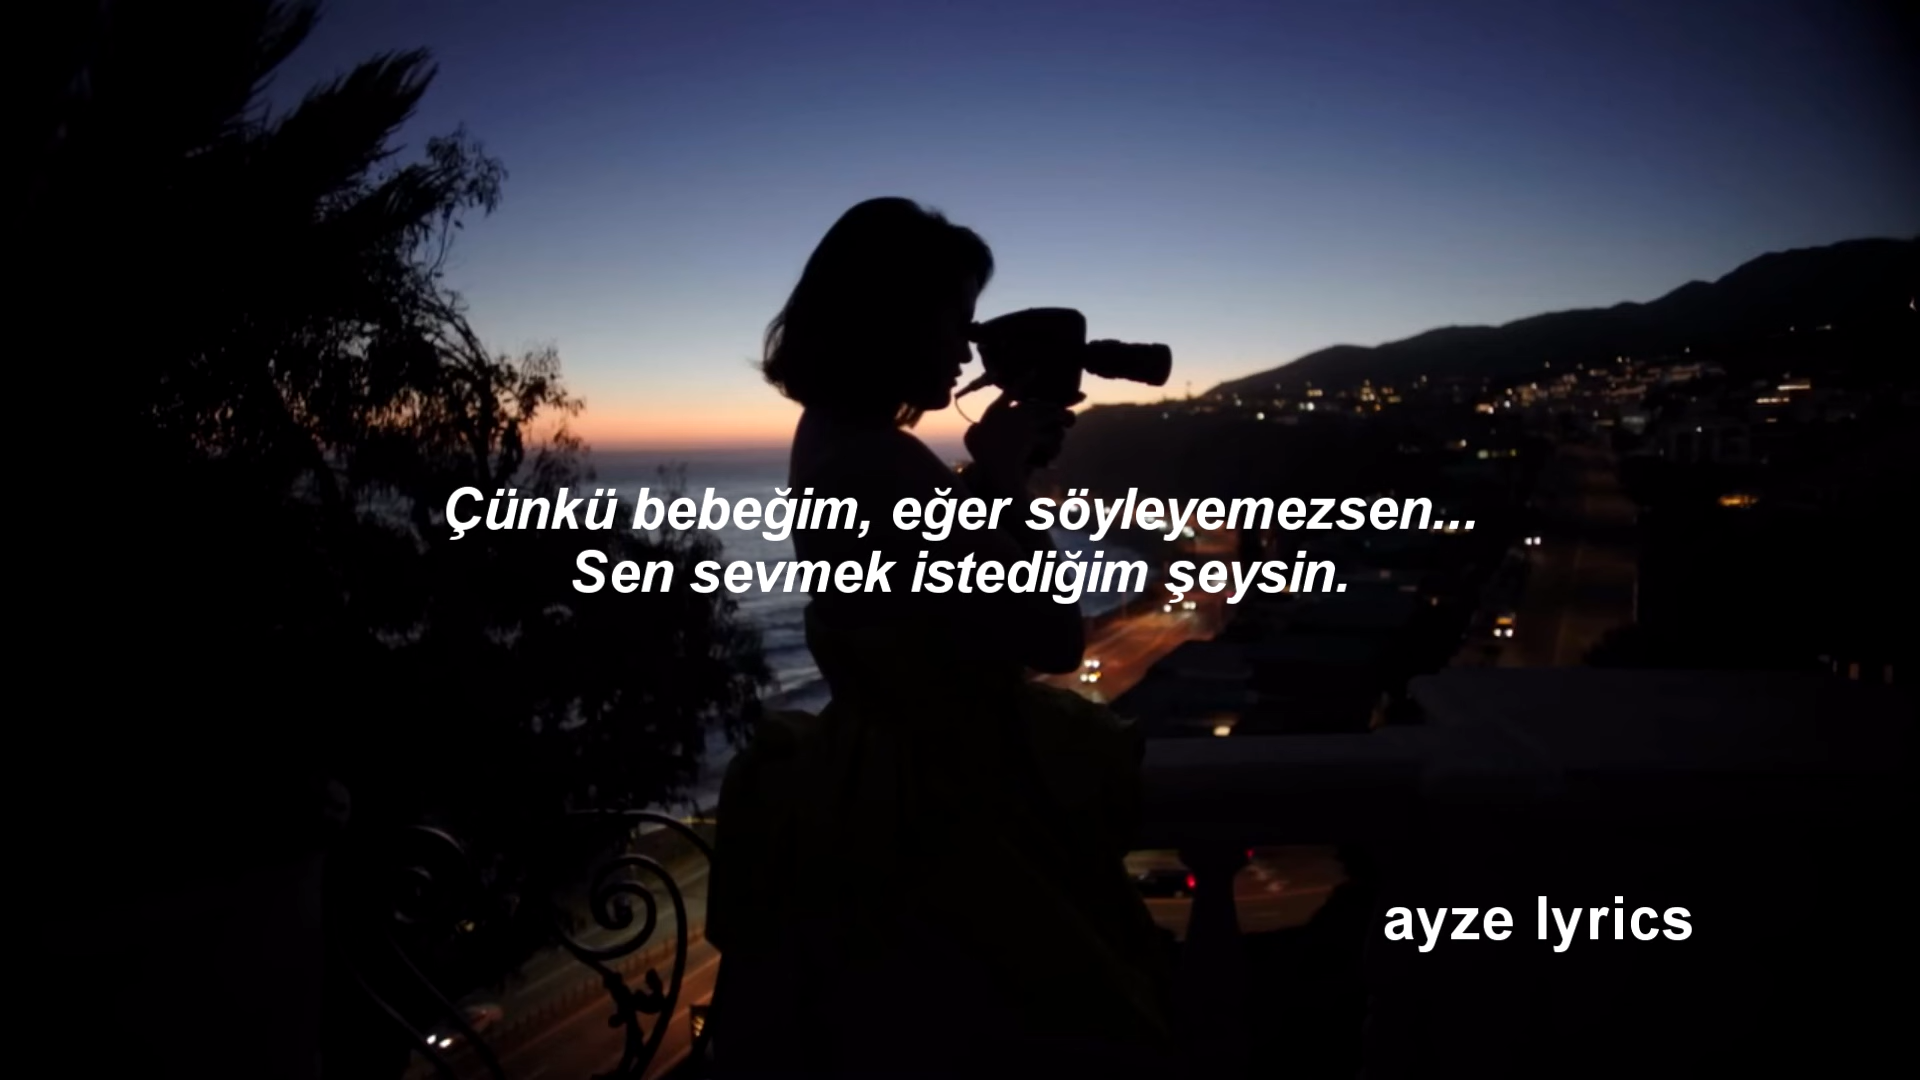 Çünkü bebeğim, eğer söyleyemezsen...
Sen sevmek istediğim şeysin.
ayze lyrics